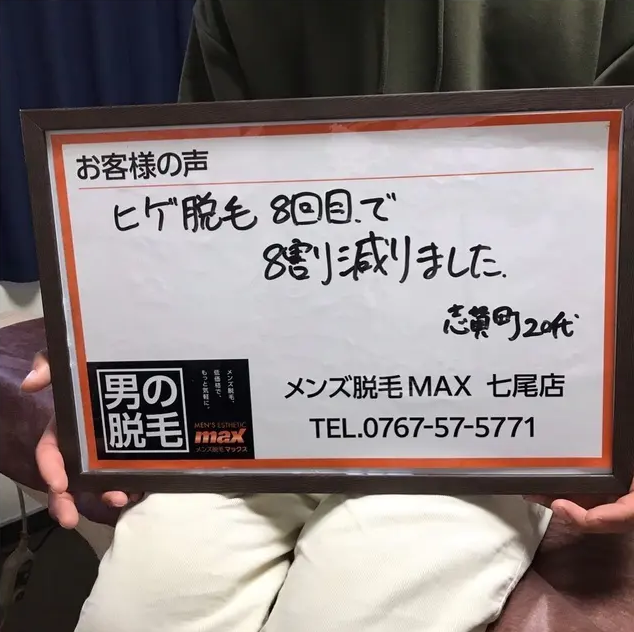 お客様の声
ヒゲ脱毛 8回目で
8割り減りました.
志賀町20代
男の
脱毛
メンズ脱毛、
低価格で、
もっと気軽に。
MEN'S ESTHETIC
max
メンズ脱毛マックス
メンズ脱毛MAX 七尾店
TEL.0767-57-5771